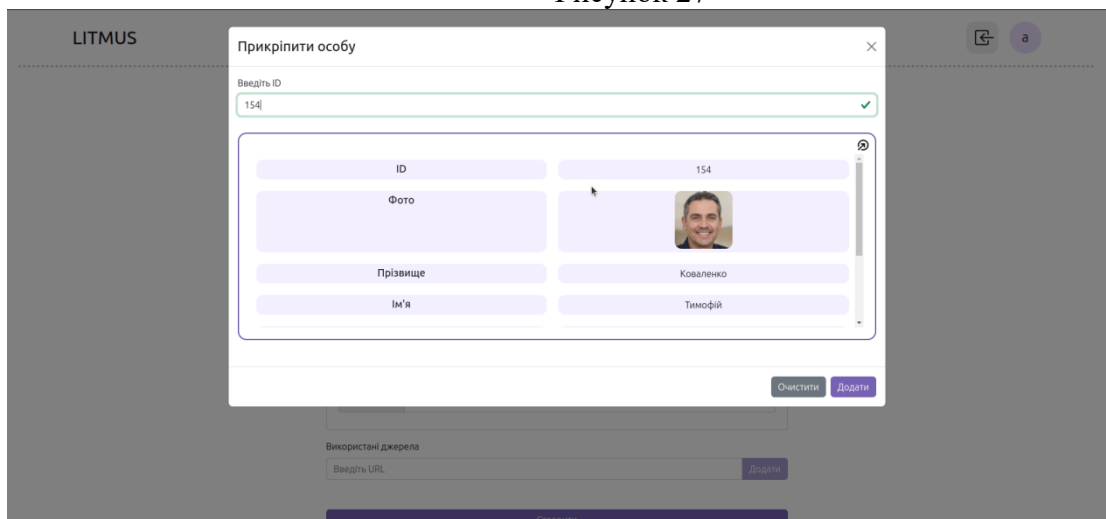 LITMUS
a
Прикріпити особу
Введіть ID
154
ID 154
Фото
Прізвище Коваленко
Ім'я Тимофій
Очистити Додати
Використані джерела
Введіть URL Додати